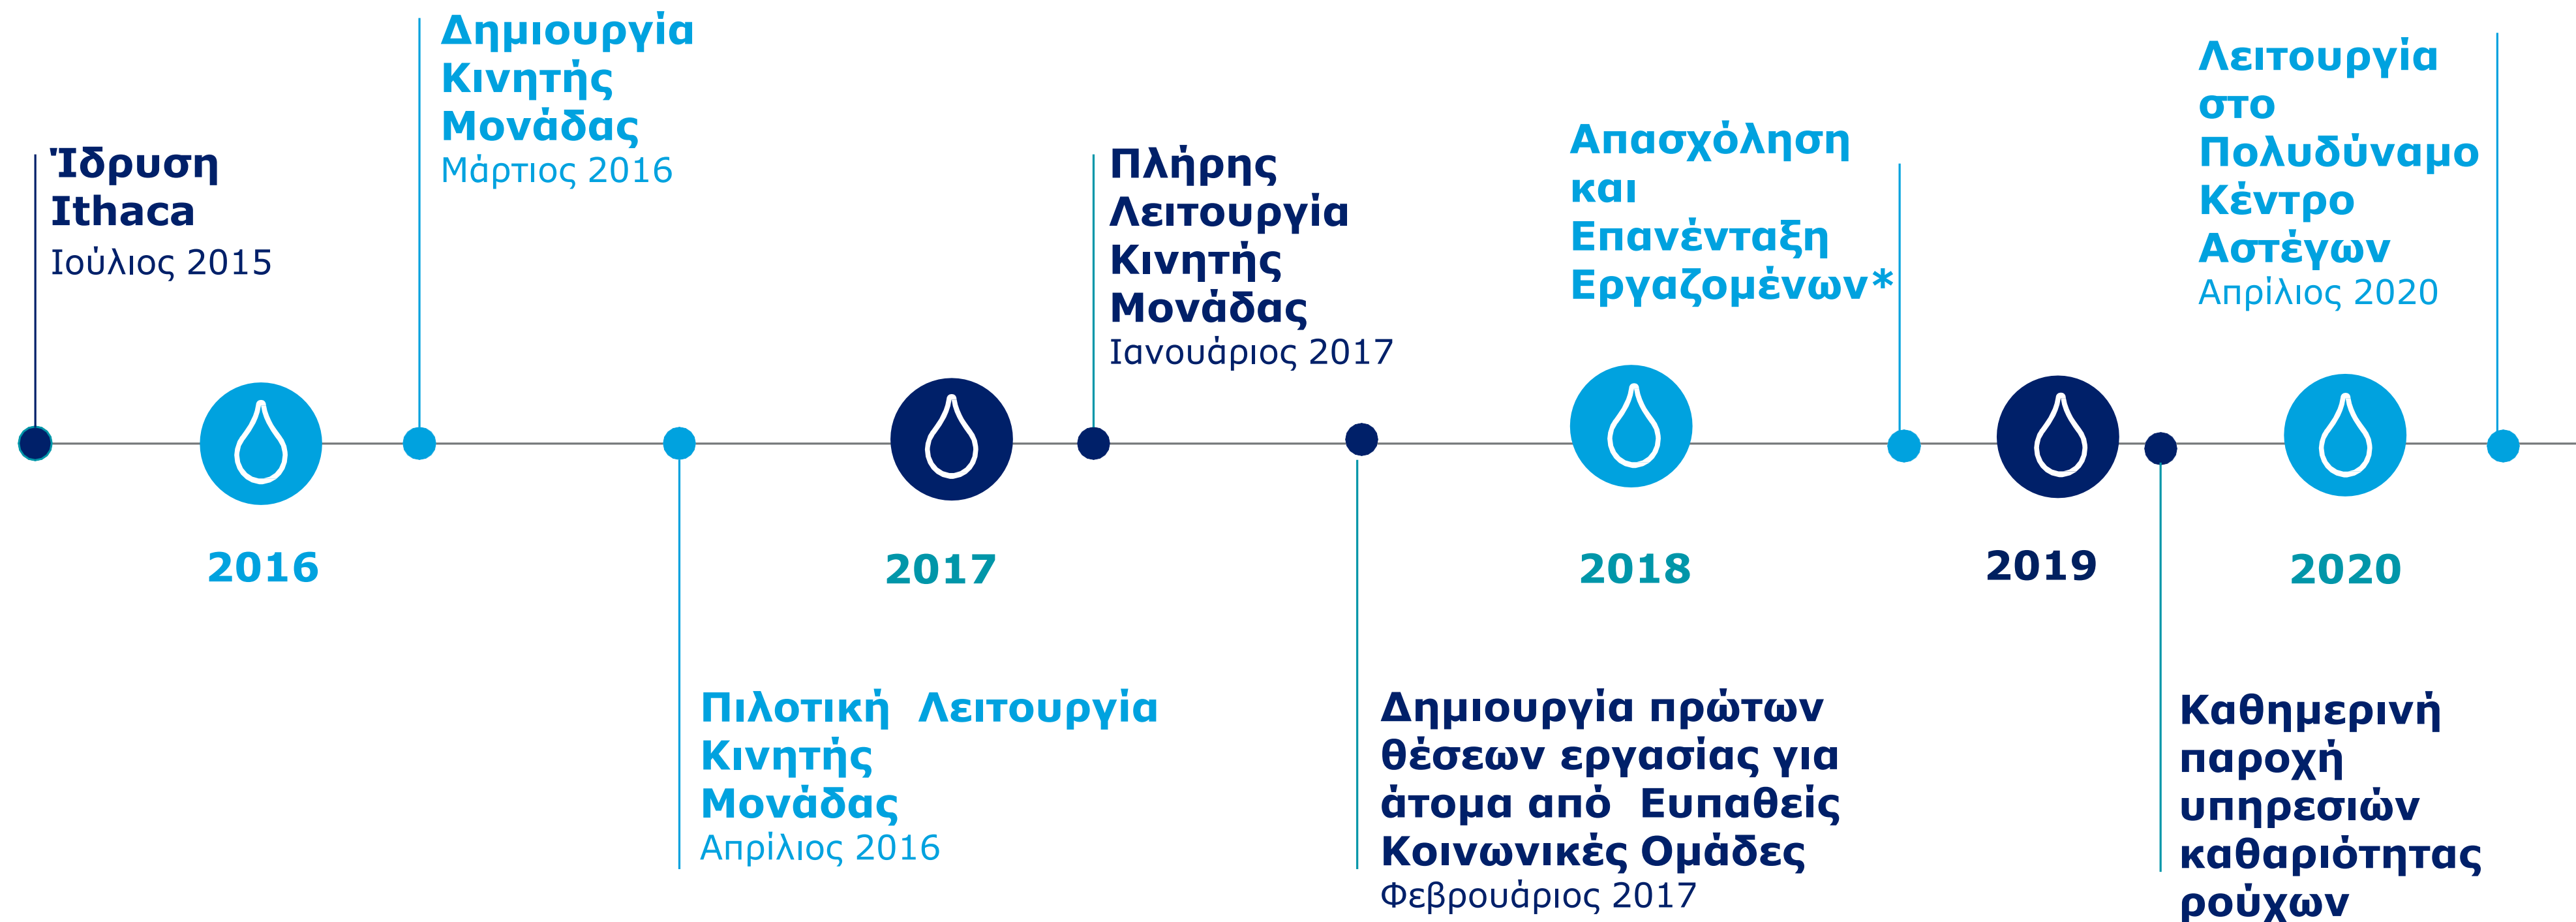 Ίδρυση
Ithaca
Ιούλιος 2015
Δημιουργία
Κινητής
Μονάδας
Μάρτιος 2016
Πλήρης
Λειτουργία
Κινητής
Μονάδας
Ιανουάριος 2017
Απασχόληση
και
Επανένταξη
Εργαζομένων*
Λειτουργία
στο
Πολυδύναμο
Κέντρο
Αστέγων
Απρίλιος 2020
2016
2017
2018
2019
2020
Πιλοτική Λειτουργία
Κινητής
Μονάδας
Απρίλιος 2016
Δημιουργία πρώτων
θέσεων εργασίας για
άτομα από Ευπαθείς
Κοινωνικές Ομάδες
Φεβρουάριος 2017
Καθημερινή
παροχή
υπηρεσιών
καθαριότητας
ρούχων